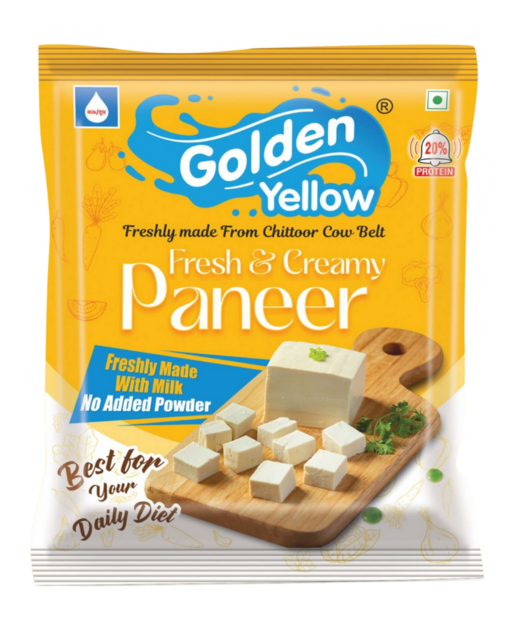 Golden
®
Yellow
20%
PROTEIN
Freshly made From Chittoor Cow Belt
Fresh & Creamy
Paneer
Freshly Made
With Milk
No Added Powder
Best for
Your
Daily Diet